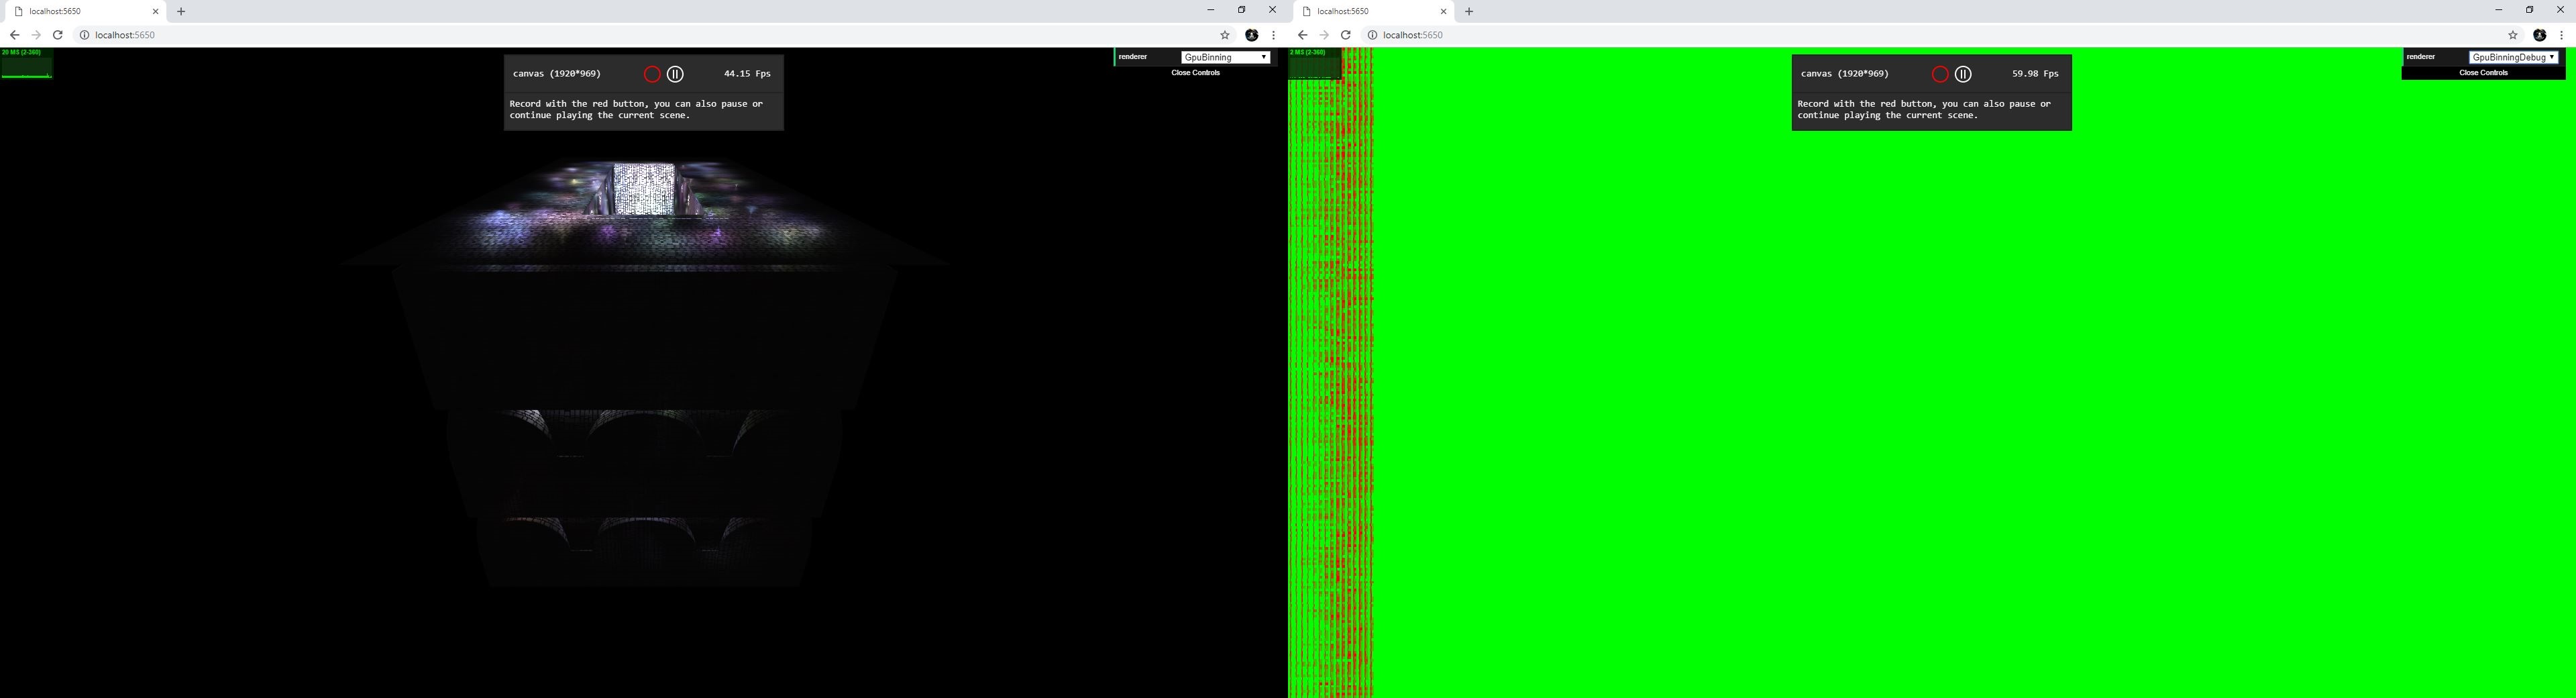 localhost:5650
localhost:5650
20 MS (2-360)
canvas (1920*969)
44.15 Fps
Record with the red button, you can also pause or
continue playing the current scene.
renderer
GpuBinning
Close Controls
localhost:5650
localhost:5650
2 MS (2-360)
canvas (1920*969)
59.98 Fps
Record with the red button, you can also pause or
continue playing the current scene.
renderer
GpuBinningDebug
Close Controls